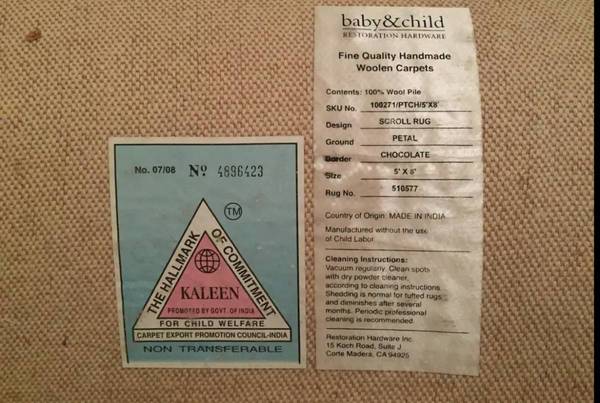 baby&child
RESTORATION HARDWARE
Fine Quality Handmade
Woolen Carpets
Contents: 100% Wool Pile
SKU No. 100271/PTCH/5'X8'
Design SCROLL RUG
Ground PETAL
Border CHOCOLATE
Size 5' X 8'
Rug No. 510577
Country of Origin: MADE IN INDIA
Manufactured without the use
of Child Labor
Cleaning Instructions:
Vacuum regularly. Clean spots
with dry powder cleaner,
according to cleaning instructions.
Shedding is normal for tufted rugs
and diminishes after several
months. Periodic professional
cleaning is recommended.
Restoration Hardware Inc.
15 Koch Road, Suite J
Corte Madera, CA 94925
No. 07/08 Nº 4896423
TM
THE HALLMARK OF COMMITMENT
KALEEN
PROMOTED BY GOVT. OF INDIA
FOR CHILD WELFARE
CARPET EXPORT PROMOTION COUNCIL-INDIA
NON TRANSFERABLE